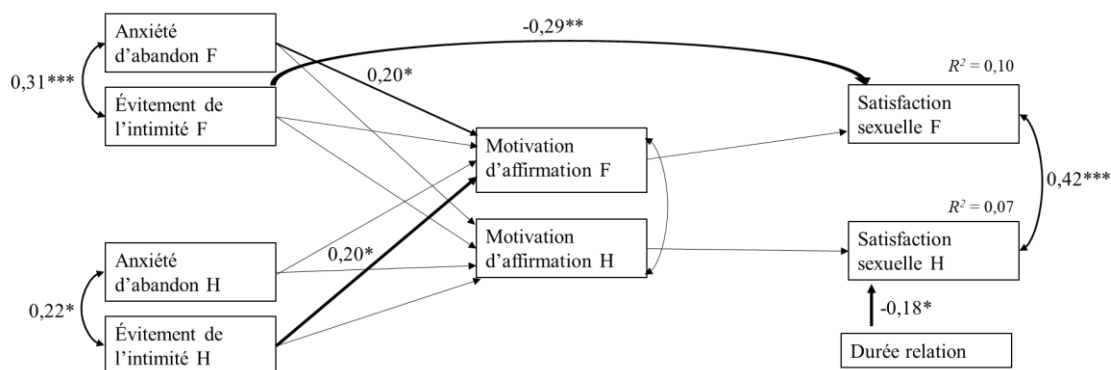 Anxiété
d'abandon F
-0,29**
R² = 0,10
0,31***
0,20*
Évitement de
l'intimité F
Satisfaction
sexuelle F
Motivation
d'affirmation F
0,42***
R² = 0,07
Motivation
d'affirmation H
Satisfaction
sexuelle H
Anxiété
d'abandon H
0,20*
0,22*
-0,18*
Évitement de
l'intimité H
Durée relation